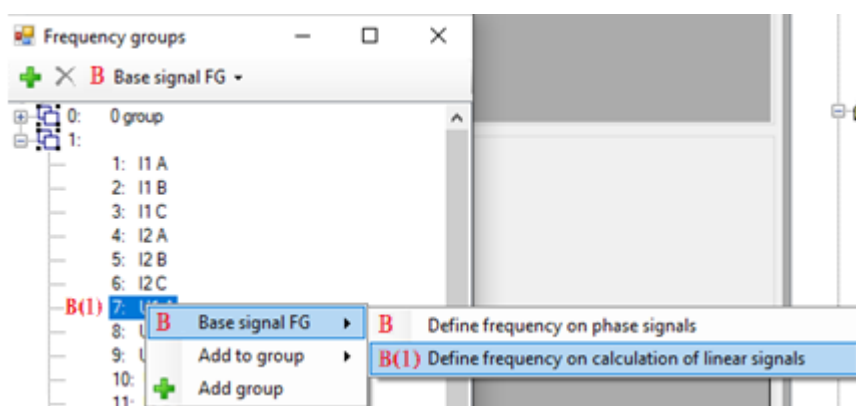 Frequency groups
B Base signal FG
0: 0 group
1:
1: I1 A
2: I1 B
3: I1 C
4: I2 A
5: I2 B
6: I2 C
B(1) 7:
8:
9:
10:
11:
B Base signal FG
Add to group
Add group
B Define frequency on phase signals
B(1) Define frequency on calculation of linear signals